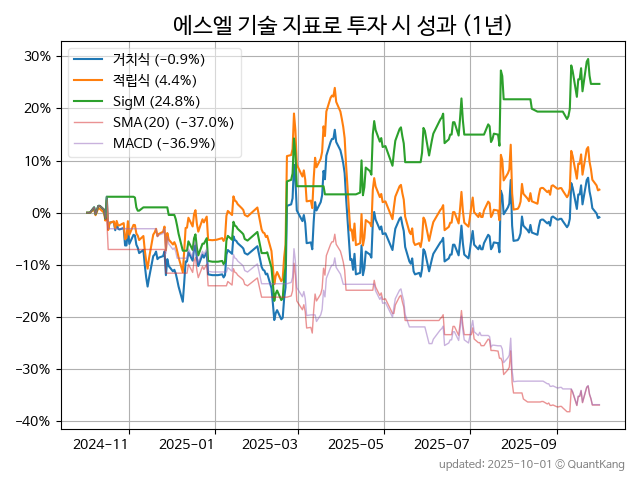 에스엘 기술 지표로 투자 시 성과 (1년)
30%
20%
10%
0%
−10%
−20%
−30%
−40%
거치식 (−0.9%)
적립식 (4.4%)
SigM (24.8%)
SMA(20) (−37.0%)
MACD (−36.9%)
2024-11 2025-01 2025-03 2025-05 2025-07 2025-09
updated: 2025-10-01 © QuantKang